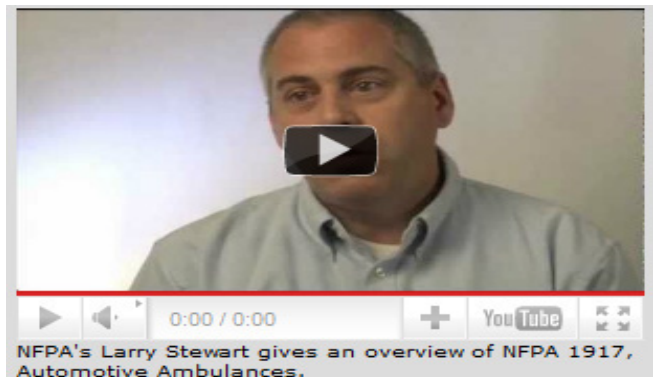 0:00 / 0:00 YouTube
NFPA's Larry Stewart gives an overview of NFPA 1917,
Automotive Ambulances.